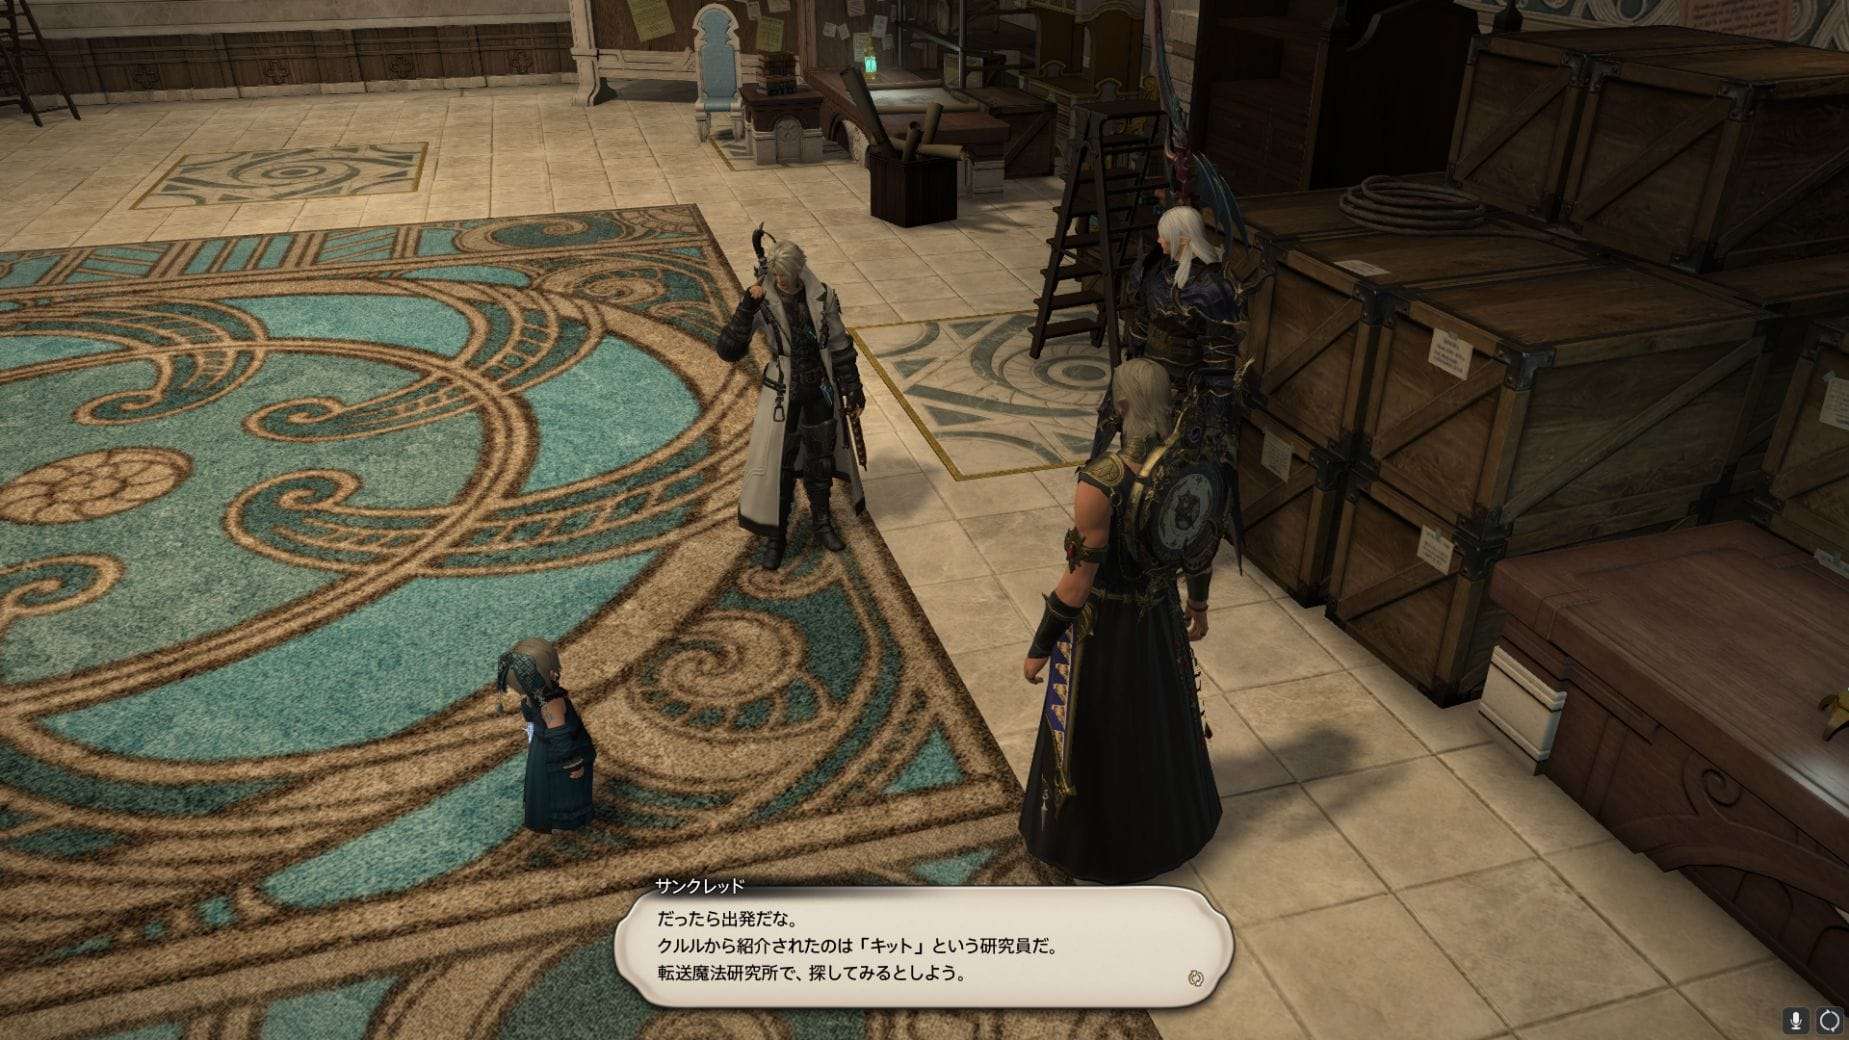 サンクレッド
だったら出発だな。
クルルから紹介されたのは「キット」という研究員だ。
転送魔法研究所で、探してみるとしよう。